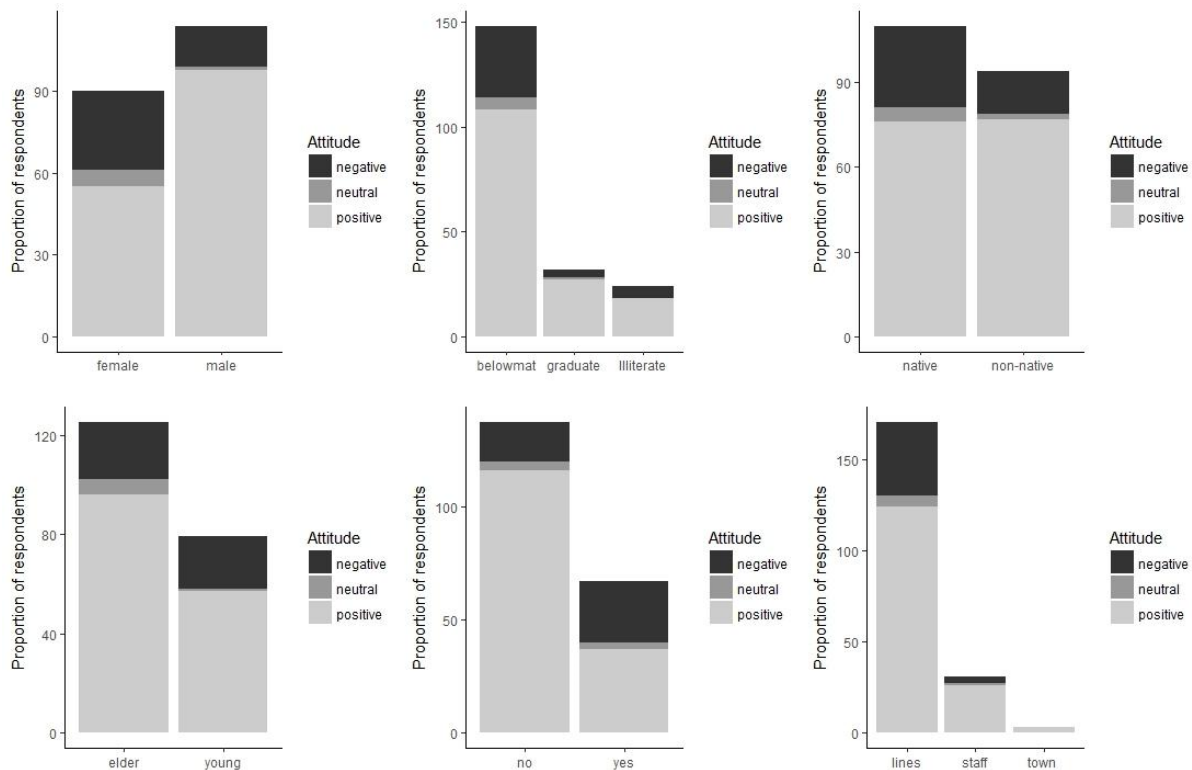 Proportion of respondents
90
60
30
0
female male
Attitude
negative
neutral
positive
Proportion of respondents
150
100
50
0
belowmat graduate Illiterate
Attitude
negative
neutral
positive
Proportion of respondents
90
60
30
0
native non-native
Attitude
negative
neutral
positive
Proportion of respondents
120
80
40
0
elder young
Attitude
negative
neutral
positive
Proportion of respondents
100
50
0
no yes
Attitude
negative
neutral
positive
Proportion of respondents
150
100
50
0
lines staff town
Attitude
negative
neutral
positive